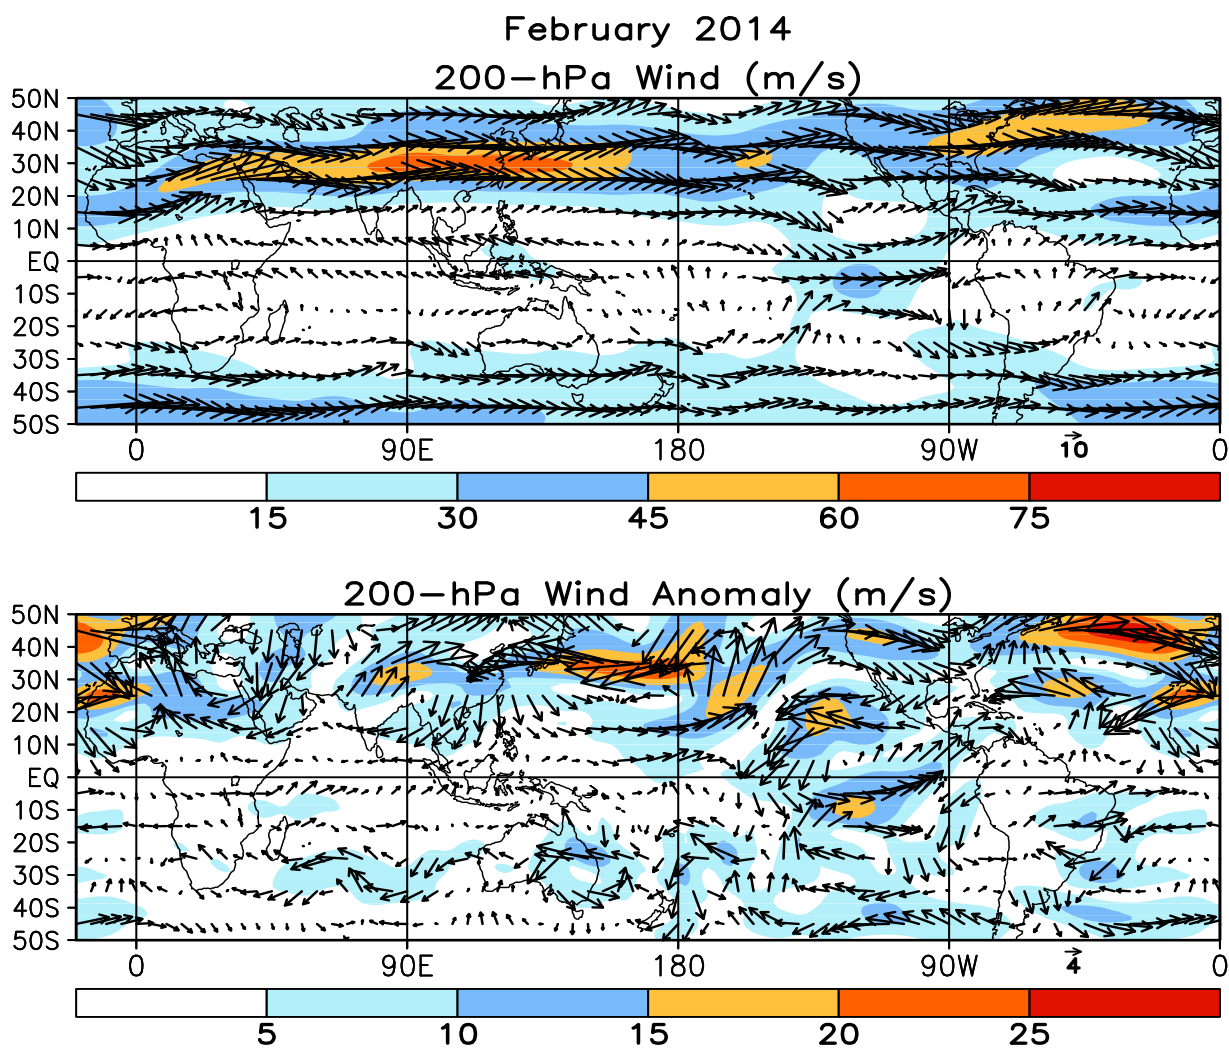 February 2014
200-hPa Wind (m/s)
50N
40N
30N
20N
10N
EQ
10S
20S
30S
40S
50S
0 90E 180 90W 0
10
15 30 45 60 75
200-hPa Wind Anomaly (m/s)
50N
40N
30N
20N
10N
EQ
10S
20S
30S
40S
50S
0 90E 180 90W 0
4
5 10 15 20 25